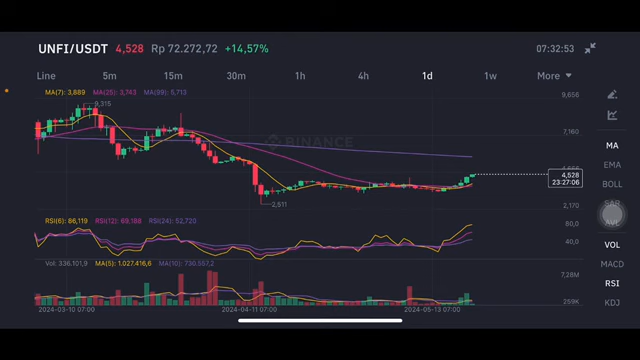 UNFI/USDT 4,528 Rp 72.272,72 +14,57% 07:32:53
Line 5m 15m 30m 1h 4h 1d 1w More
MA(7): 3,889 MA(25): 3,743 MA(99): 5,713
9,656
9,315
7,160
BINANCE
MA
EMA
4,528
23:27:06
BOLL
2,511
2,170
RSI(6): 86,119 RSI(12): 69,188 RSI(24): 52,720
80,0
40,0
VOL
Vol: 336.101,9 MA(5): 1.027.416,6 MA(10): 730.557,2
MACD
7,28M
RSI
259K
KDJ
2024-03-10 07:00 2024-04-11 07:00 2024-05-13 07:00